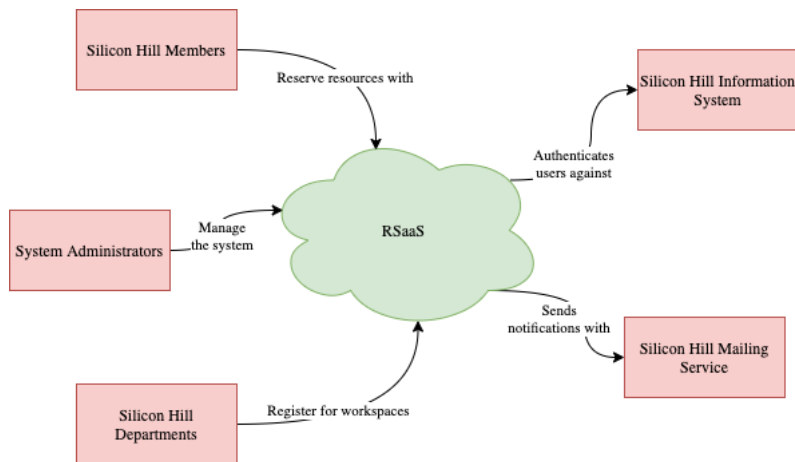 Silicon Hill Members
Reserve resources with
Silicon Hill Information
System
Authenticates
users against
System Administrators
Manage
the system
RSaaS
Sends
notifications with
Silicon Hill Mailing
Service
Silicon Hill
Departments
Register for workspaces